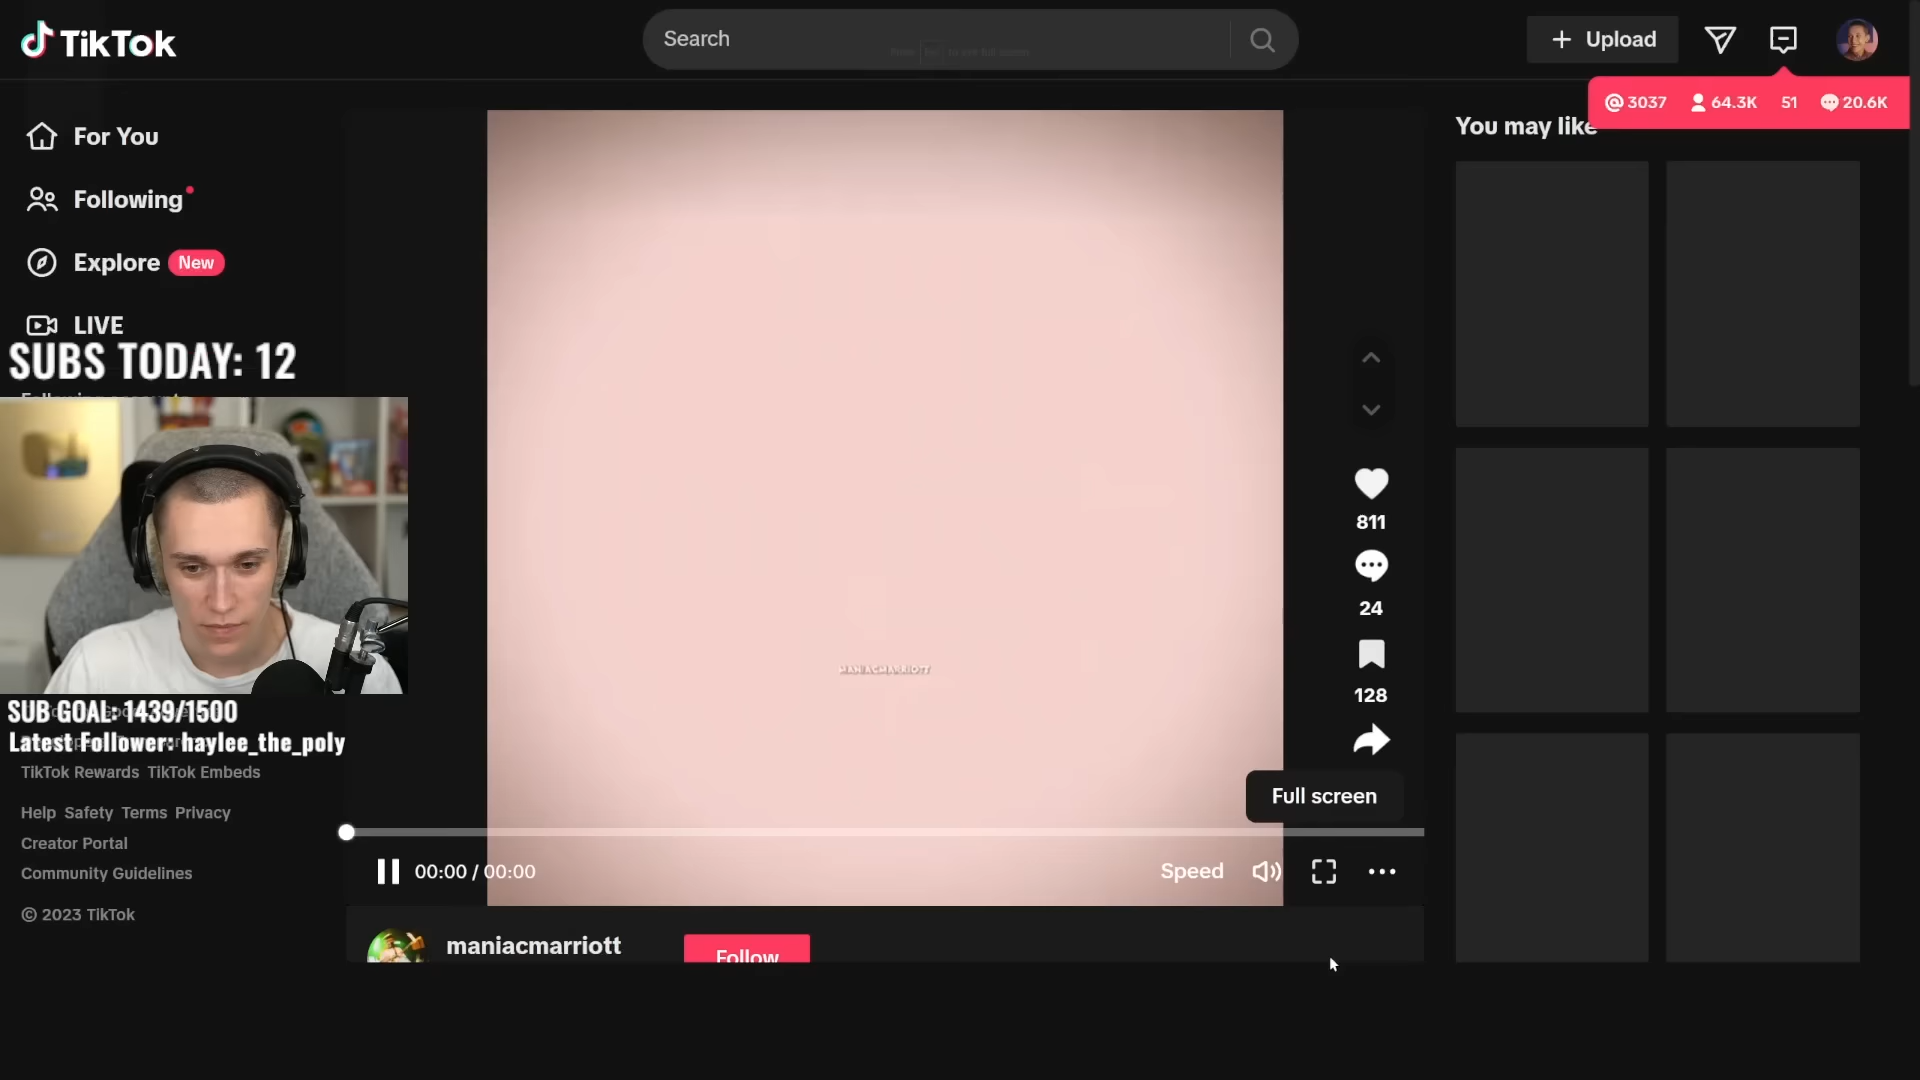 TikTok
Search
Upload
3037 64.3K 51 20.6K
For You
Following
Explore New
LIVE
You may like
SUBS TODAY: 12
SUB GOAL: 1439/1500
Latest Follower: haylee_the_poly
TikTok Rewards TikTok Embeds
Help Safety Terms Privacy
Creator Portal
Community Guidelines
© 2023 TikTok
MANIACMARRIOTT
811
24
128
Full screen
00:00 / 00:00
Speed
maniacmarriott
Follow